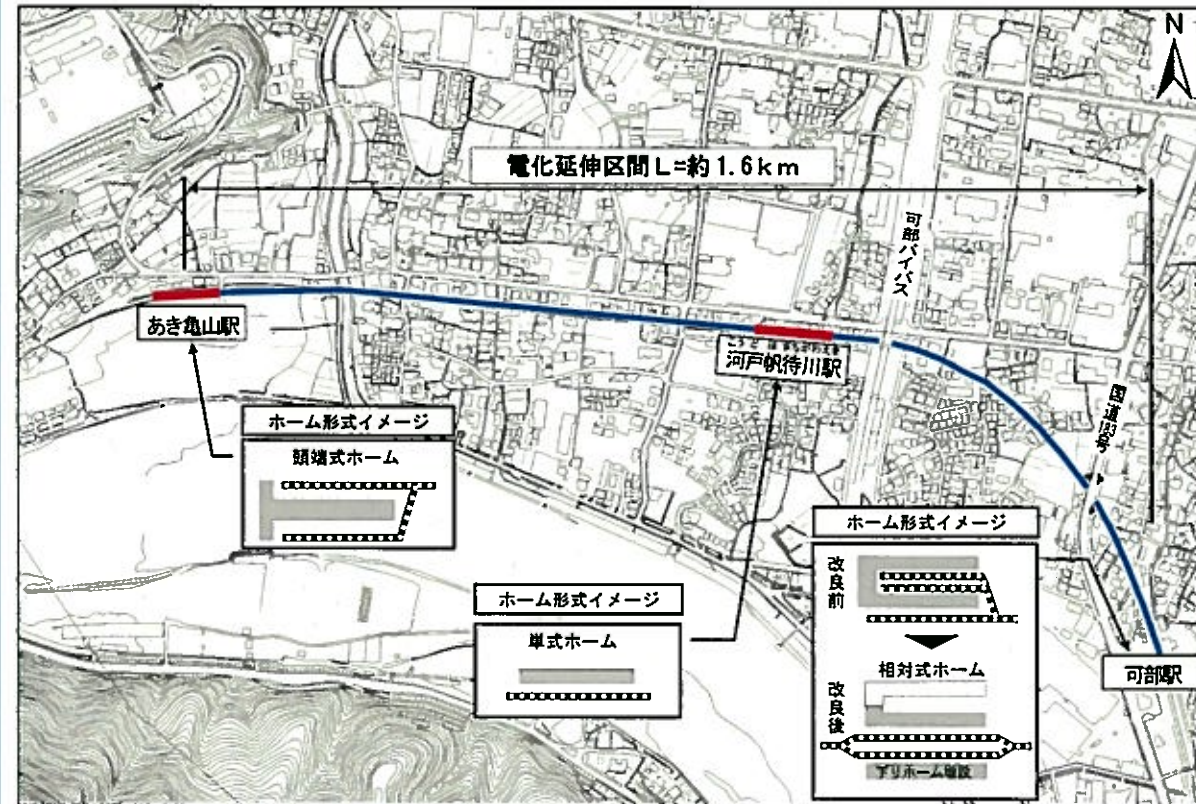 N
電化延伸区間 L=約1.6km
可部バイパス
あき亀山駅
こうどほまちがわえき
河戸帆待川駅
国道183号
ホーム形式イメージ
頭端式ホーム
ホーム形式イメージ
単式ホーム
ホーム形式イメージ
改良前
相対式ホーム
改良後
下りホーム増設
可部駅